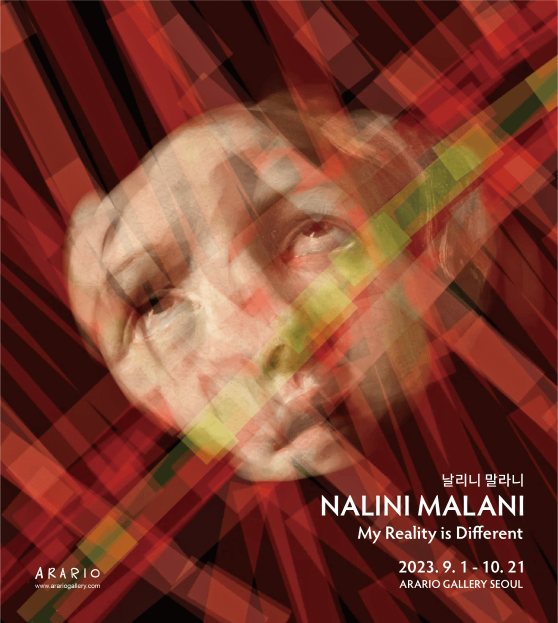 날리니 말라니
NALINI MALANI
My Reality is Different
2023. 9. 1 - 10. 21
ARARIO GALLERY SEOUL
ARARIO
www.arariogallery.com